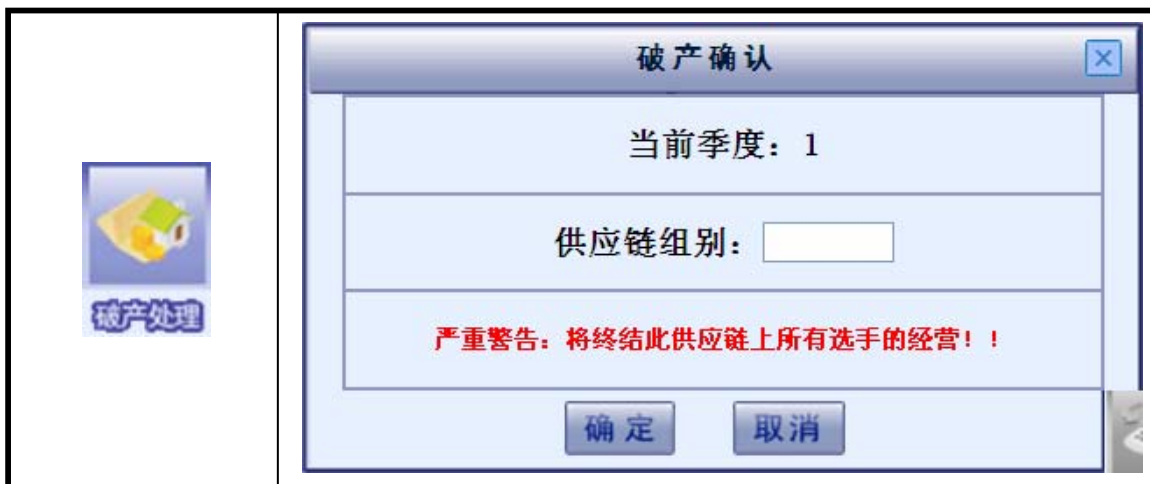 破产处理
破产确认
当前季度：1
供应链组别：
严重警告：将终结此供应链上所有选手的经营！！
确定
取消